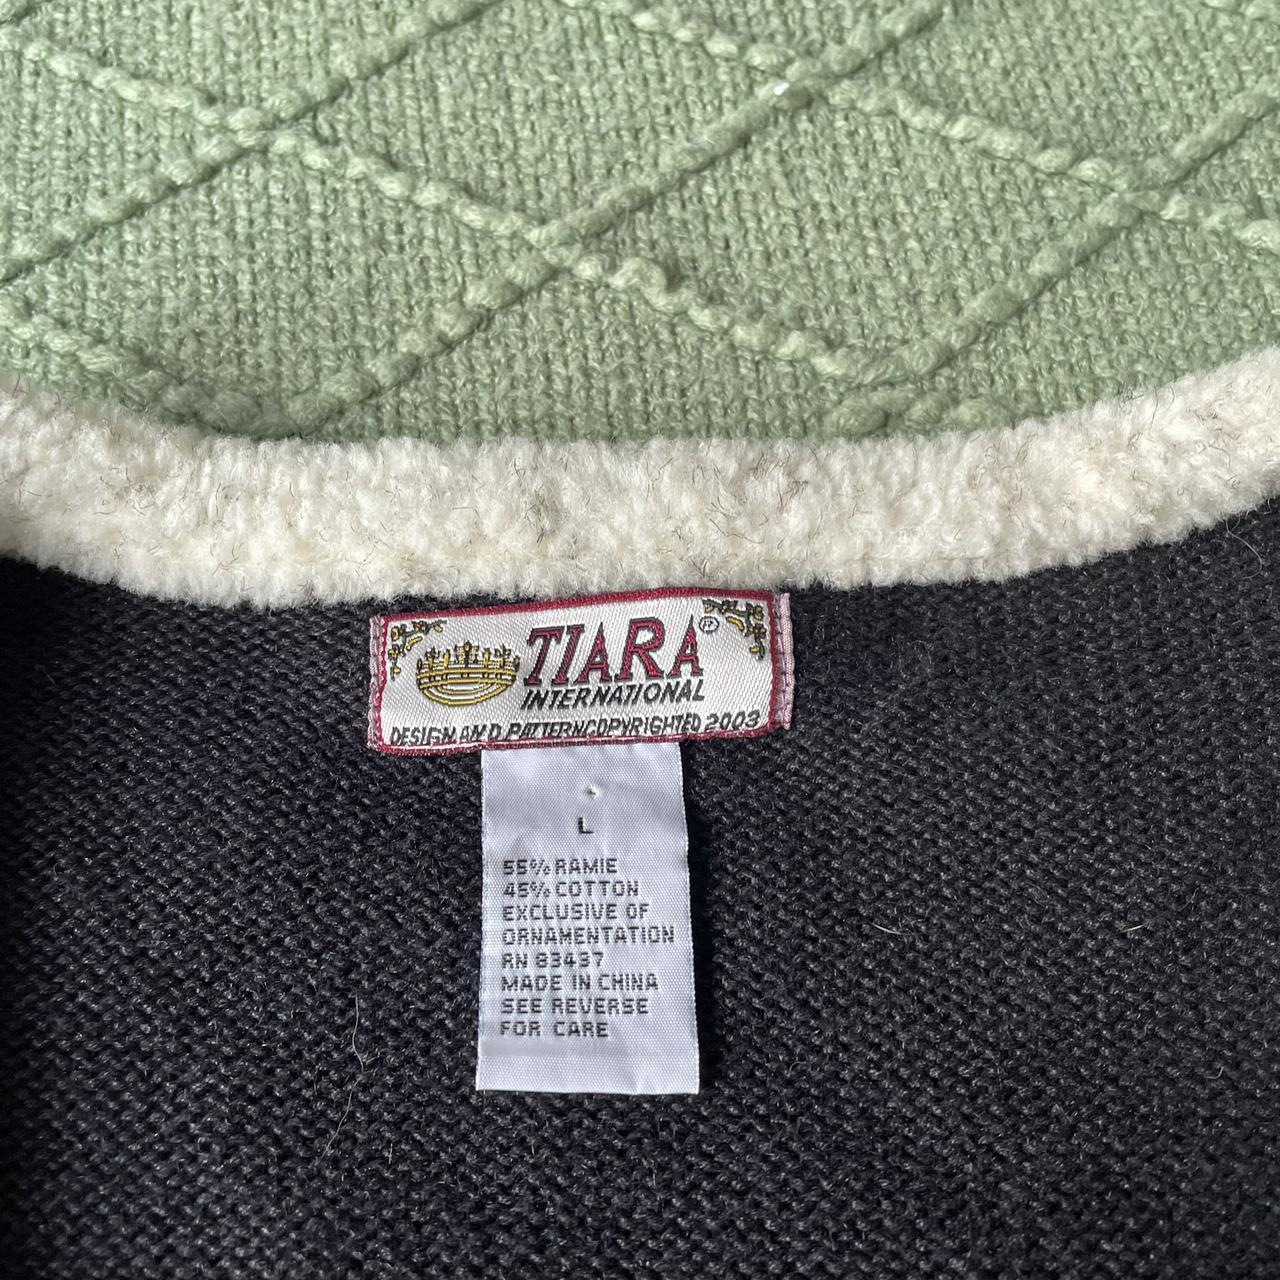 TIARA®
INTERNATIONAL
DESIGN AND PATTERN COPYRIGHTED 2003
L
55% RAMIE
45% COTTON
EXCLUSIVE OF
ORNAMENTATION
RN 83437
MADE IN CHINA
SEE REVERSE
FOR CARE